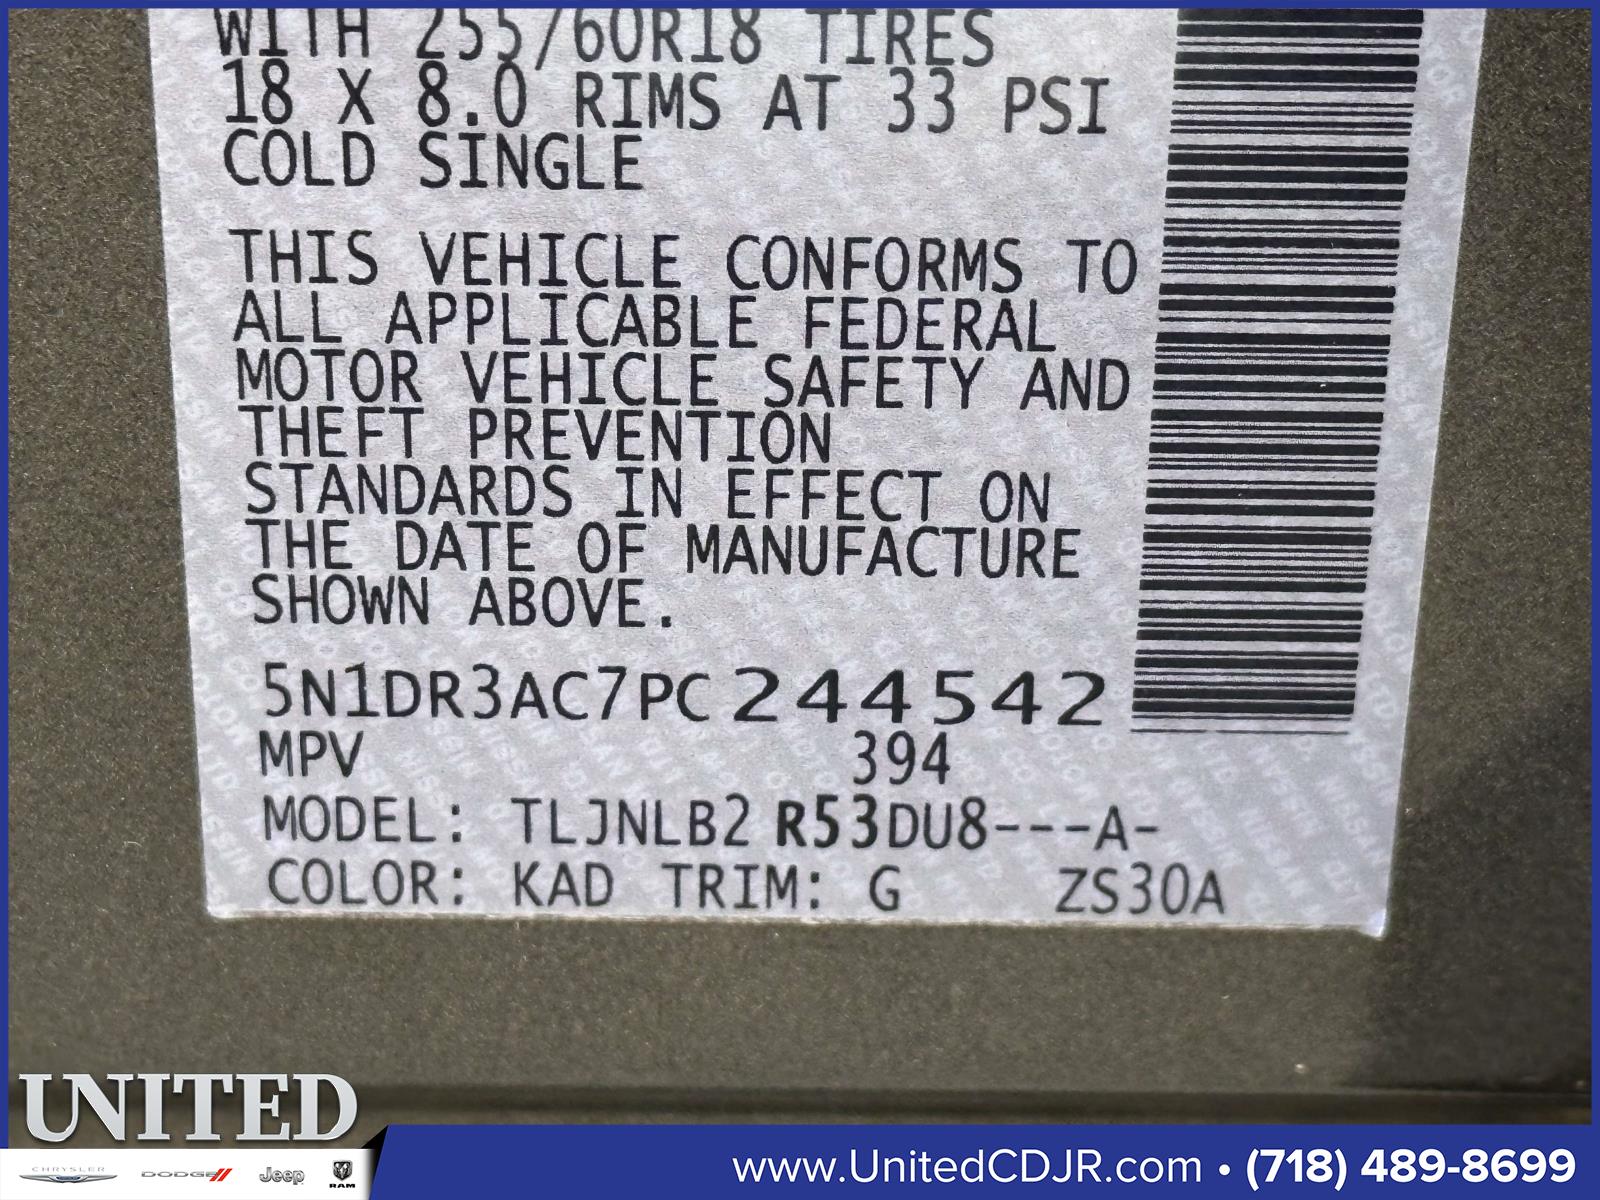 WITH 255/60R18 TIRES
18 X 8.0 RIMS AT 33 PSI
COLD SINGLE
THIS VEHICLE CONFORMS TO
ALL APPLICABLE FEDERAL
MOTOR VEHICLE SAFETY AND
THEFT PREVENTION
STANDARDS IN EFFECT ON
THE DATE OF MANUFACTURE
SHOWN ABOVE.
5N1DR3AC7PC244542
MPV 394
MODEL: TLJNLB2 R53DU8---A-
COLOR: KAD TRIM: G ZS30A
UNITED
CHRYSLER DODGE Jeep RAM
www.UnitedCDJR.com • (718) 489-8699